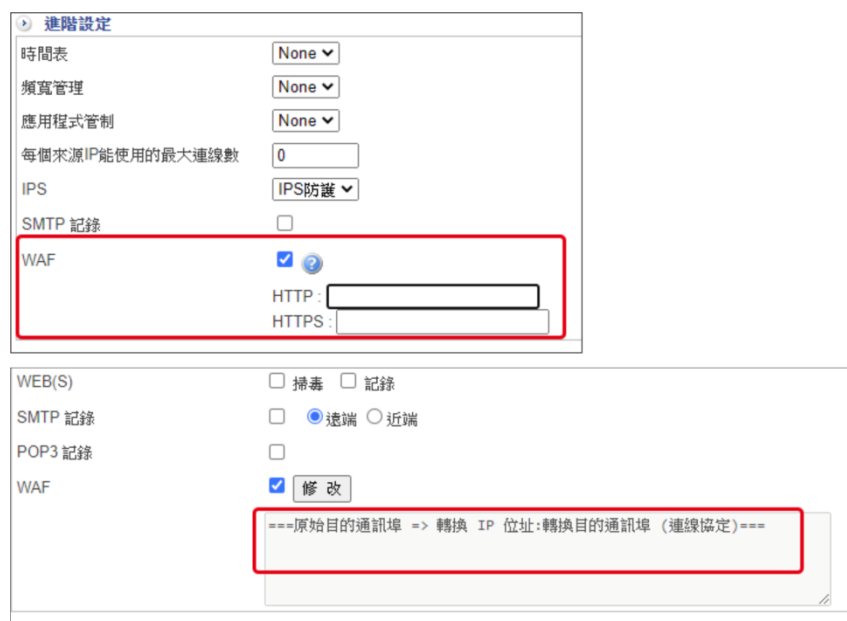 進階設定
時間表 None
頻寬管理 None
應用程式管制 None
每個來源IP能使用的最大連線數 0
IPS IPS防護
SMTP 記錄
WAF
HTTP :
HTTPS :
WEB(S) 掃毒 記錄
SMTP 記錄 遠端 近端
POP3 記錄
WAF 修 改
===原始目的通訊埠 => 轉換 IP 位址:轉換目的通訊埠 (連線協定)===